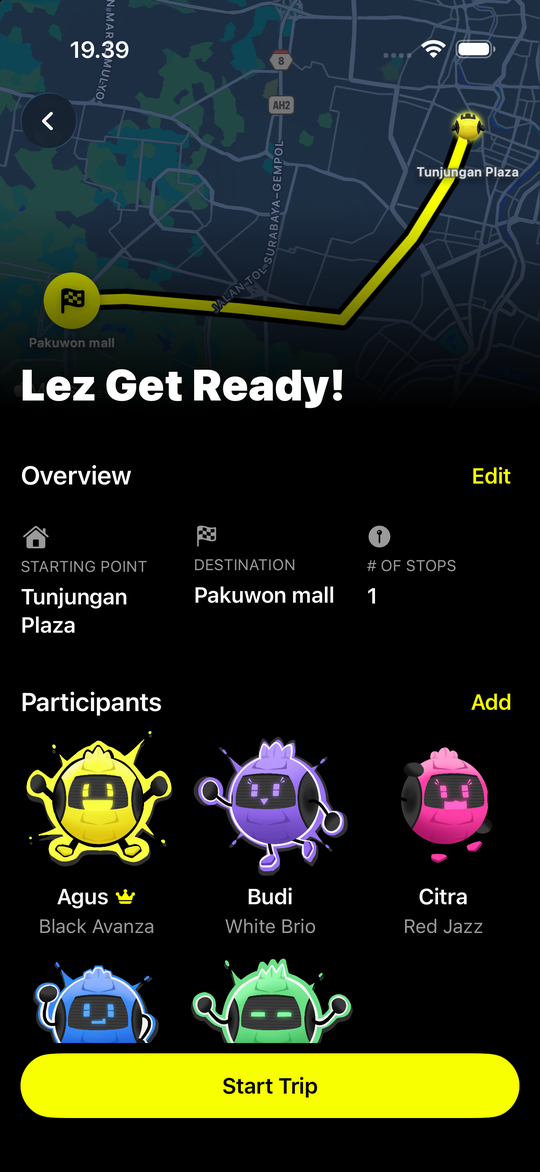 19.39
NMARMULYO
8
AH2
JALAN TOL SURABAYA–GEMPOL
Tunjungan Plaza
Pakuwon mall
Lez Get Ready!
Overview
Edit
STARTING POINT
DESTINATION
# OF STOPS
Tunjungan
Plaza
Pakuwon mall
1
Participants
Add
Agus
Budi
Citra
Black Avanza
White Brio
Red Jazz
Start Trip